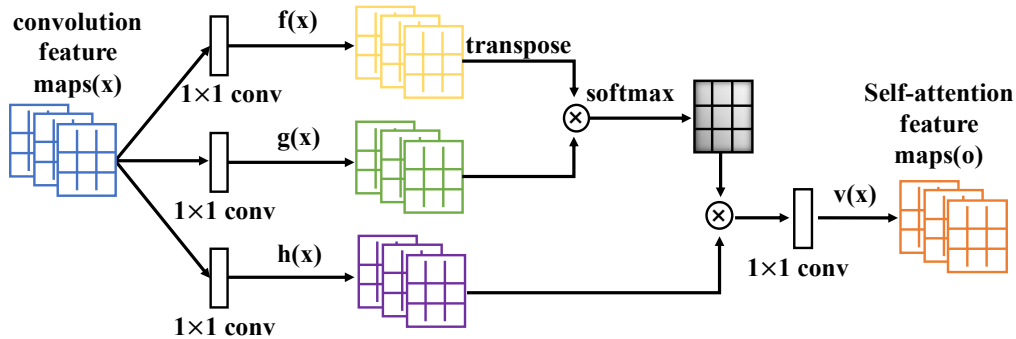 convolution
feature
maps(x)
f(x)
1×1 conv
transpose
softmax
g(x)
1×1 conv
h(x)
1×1 conv
1×1 conv
v(x)
Self-attention
feature
maps(o)